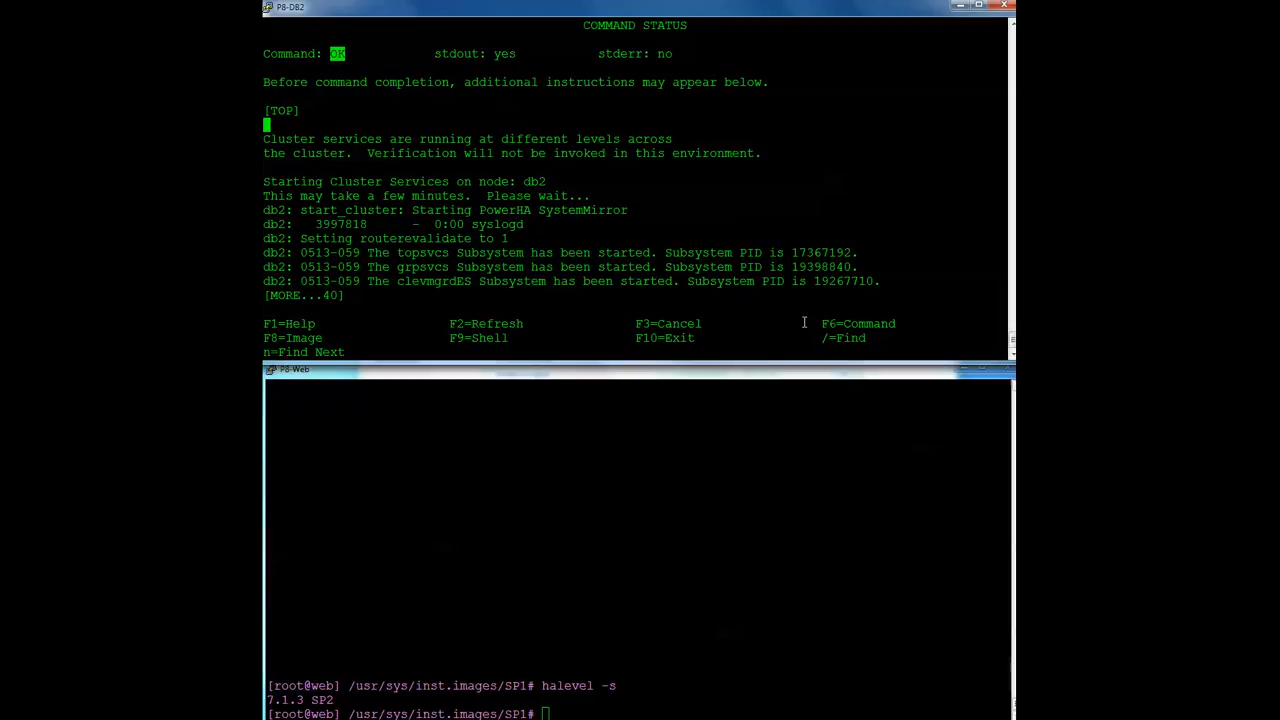 P8-DB2
COMMAND STATUS
Command: OK stdout: yes stderr: no
Before command completion, additional instructions may appear below.
[TOP]
Cluster services are running at different levels across
the cluster.  Verification will not be invoked in this environment.
Starting Cluster Services on node: db2
This may take a few minutes.  Please wait...
db2: start_cluster: Starting PowerHA SystemMirror
db2:   3997818      -  0:00 syslogd
db2: Setting routerevalidate to 1
db2: 0513-059 The topsvcs Subsystem has been started. Subsystem PID is 17367192.
db2: 0513-059 The grpsvcs Subsystem has been started. Subsystem PID is 19398840.
db2: 0513-059 The clevmgrdES Subsystem has been started. Subsystem PID is 19267710.
[MORE...40]
F1=Help F2=Refresh F3=Cancel F6=Command
F8=Image F9=Shell F10=Exit /=Find
n=Find Next
P8-Web
[root@web] /usr/sys/inst.images/SP1# halevel -s
7.1.3 SP2
[root@web] /usr/sys/inst.images/SP1#